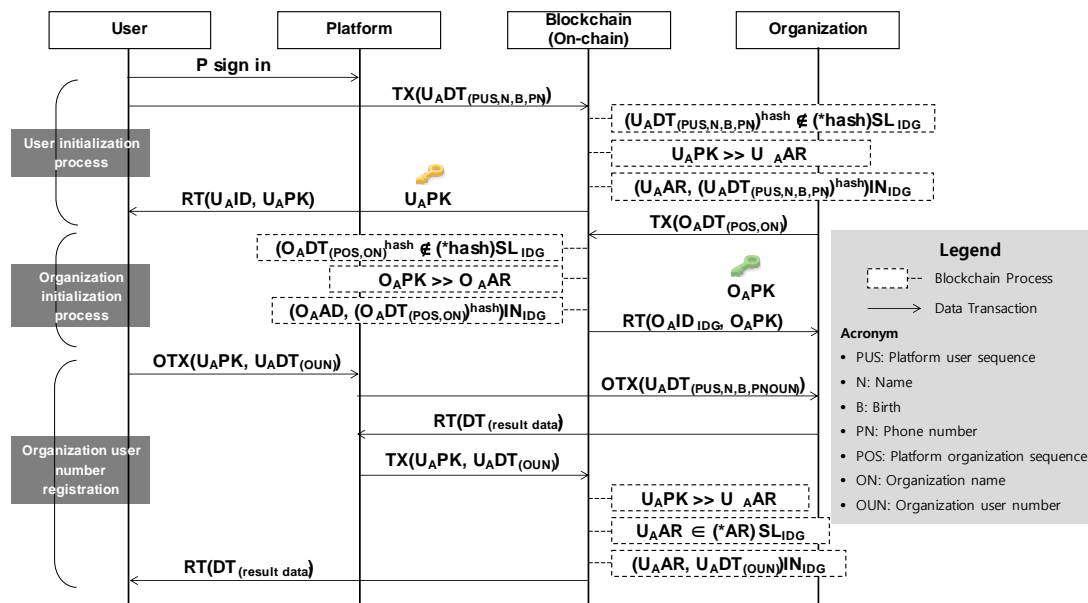 User
Platform
Blockchain
(On-chain)
Organization
P sign in
TX(UADT(PUS,N,B,PN))
(UADT(PUS,N,B,PN))hash ∉ (*hash)SL IDG
User initialization
process
UAPK >> U AAR
(UAAR, (UADT(PUS,N,B,PN))hash)INIDG
RT(UAID, UAPK)
UAPK
TX(OADT(POS,ON))
(OADT(POS,ON))hash ∉ (*hash)SL IDG
Organization
initialization
process
OAPK >> O AAR
OAPK
(OAAD, (OADT(POS,ON))hash)INIDG
RT(OAID IDG, OAPK)
OTX(UAPK, UADT(OUN))
OTX(UADT(PUS,N,B,PN,OUN))
RT(DT(result data))
Organization user
number
registration
TX(UAPK, UADT(OUN))
UAPK >> U AAR
UAAR ∈ (*AR) SLIDG
(UAAR, UADT(OUN))INIDG
RT(DT(result data))
Legend
Blockchain Process
Data Transaction
Acronym
• PUS: Platform user sequence
• N: Name
• B: Birth
• PN: Phone number
• POS: Platform organization sequence
• ON: Organization name
• OUN: Organization user number